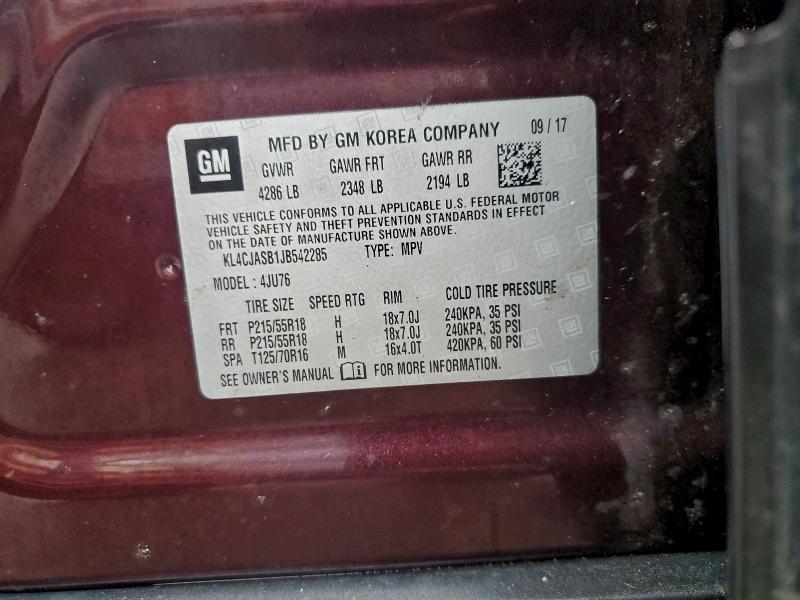 GM MFD BY GM KOREA COMPANY 09/17
GVWR GAWR FRT GAWR RR
4286 LB 2348 LB 2194 LB
THIS VEHICLE CONFORMS TO ALL APPLICABLE U.S. FEDERAL MOTOR
VEHICLE SAFETY AND THEFT PREVENTION STANDARDS IN EFFECT
ON THE DATE OF MANUFACTURE SHOWN ABOVE.
KL4CJASB1JB542285 TYPE: MPV
MODEL: 4JU76
TIRE SIZE SPEED RTG RIM COLD TIRE PRESSURE
FRT P215/55R18 H 18x7.0J 240KPA, 35 PSI
RR P215/55R18 H 18x7.0J 240KPA, 35 PSI
SPA T125/70R16 M 16x4.0T 420KPA, 60 PSI
SEE OWNER'S MANUAL FOR MORE INFORMATION.